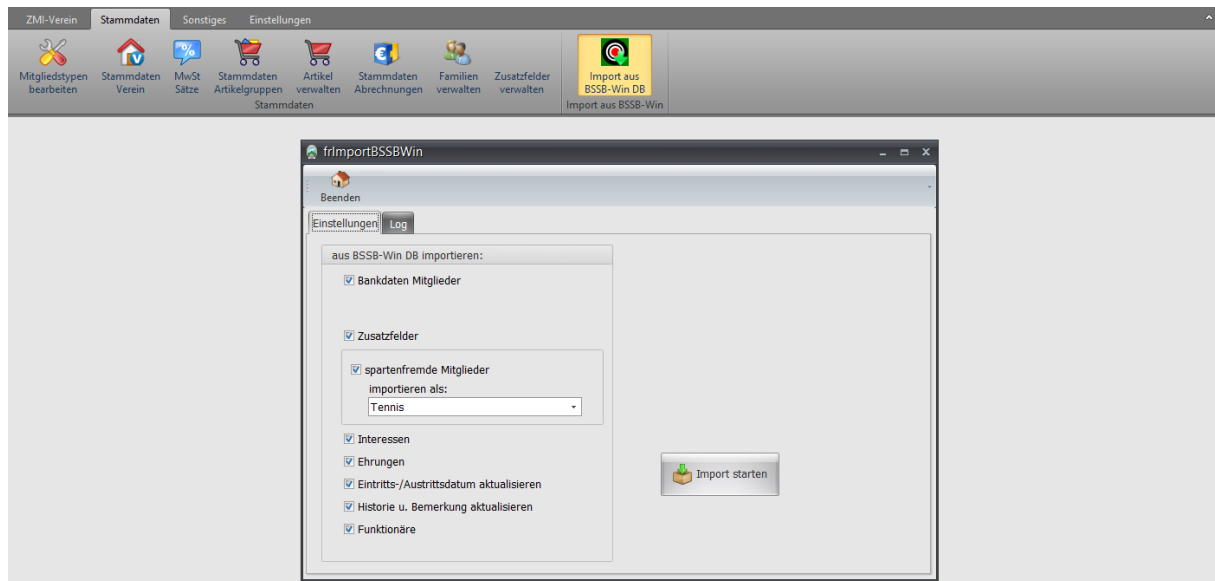 ZMI-Verein Stammdaten Sonstiges Einstellungen
Mitgliedstypen bearbeiten
Stammdaten Verein
MwSt Sätze
Stammdaten Artikelgruppen
Artikel verwalten
Stammdaten Abrechnungen
Familien verwalten
Zusatzfelder verwalten
Import aus BSSB-Win DB
Stammdaten
Import aus BSSB-Win
frImportBSSBWin
Beenden
Einstellungen Log
aus BSSB-Win DB importieren:
Bankdaten Mitglieder
Zusatzfelder
spartenfremde Mitglieder
importieren als:
Tennis
Interessen
Ehrungen
Eintritts-/Austrittsdatum aktualisieren
Historie u. Bemerkung aktualisieren
Funktionäre
Import starten